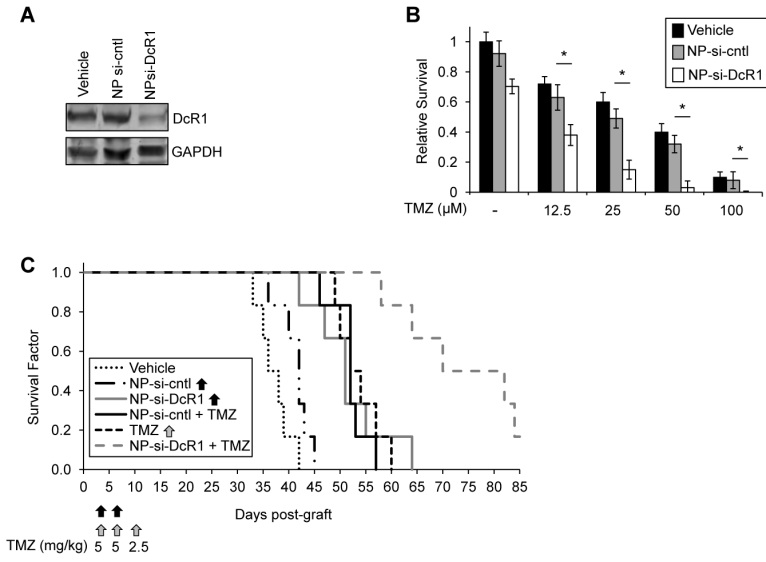 A
Vehicle
NP si-cntl
NPsi-DcR1
DcR1
GAPDH
B
Relative Survival
1
0.8
0.6
0.4
0.2
0
Vehicle
NP-si-cntl
NP-si-DcR1
* * * *
TMZ (µM) - 12.5 25 50 100
C
Survival Factor
1.0
0.8
0.6
0.4
0.2
0.0
Vehicle
NP-si-cntl
NP-si-DcR1
NP-si-cntl + TMZ
TMZ
NP-si-DcR1 + TMZ
0 5 10 15 20 25 30 35 40 45 50 55 60 65 70 75 80 85
Days post-graft
TMZ (mg/kg) 5 5 2.5